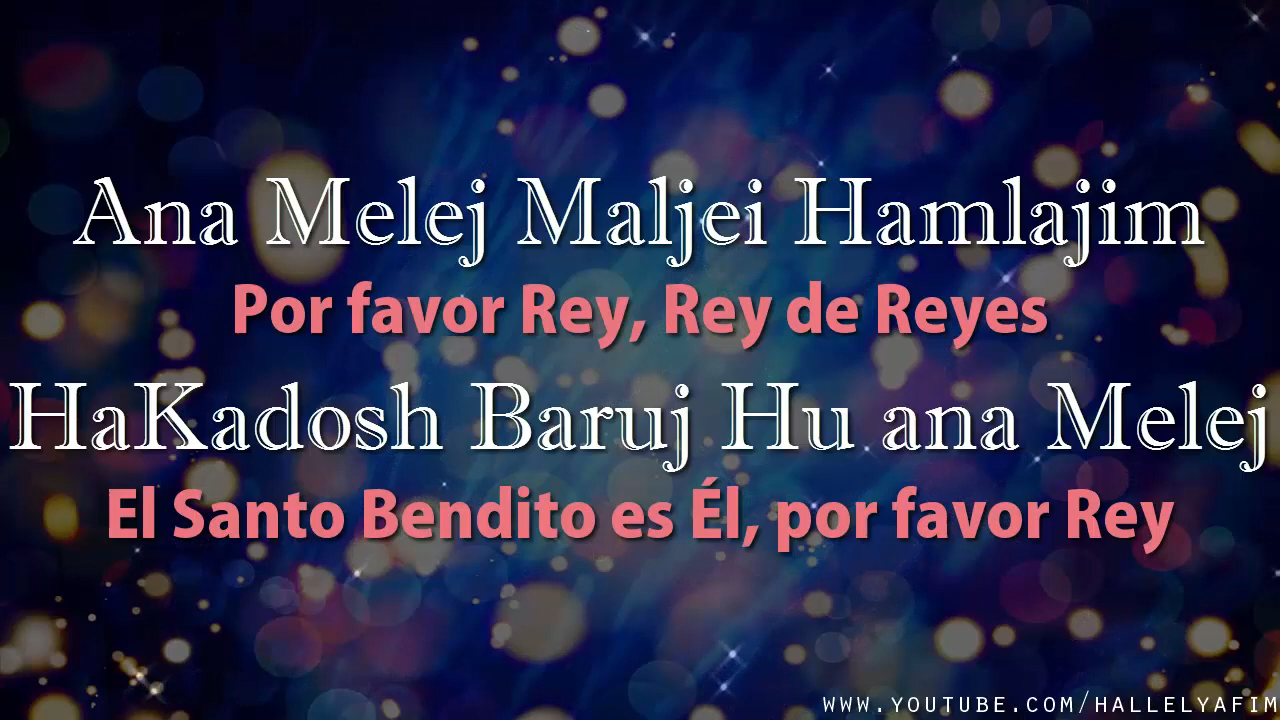 Ana Melej Maljei Hamlajim
Por favor Rey, Rey de Reyes
HaKadosh Baruj Hu ana Melej
El Santo Bendito es Él, por favor Rey
WWW.YOUTUBE.COM/HALLELYAFIM